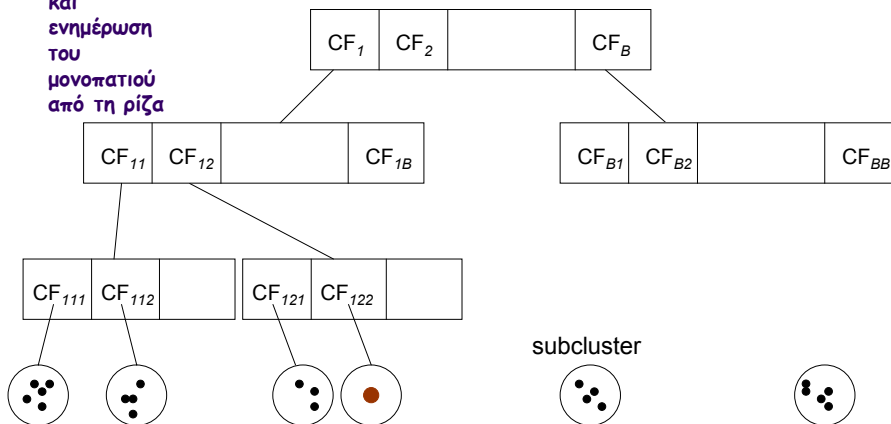 και
ενημέρωση
του
μονοπατιού
από τη ρίζα
CF1 CF2 CFB
CF11 CF12 CF1B CFB1 CFB2 CFBB
CF111 CF112 CF121 CF122
subcluster